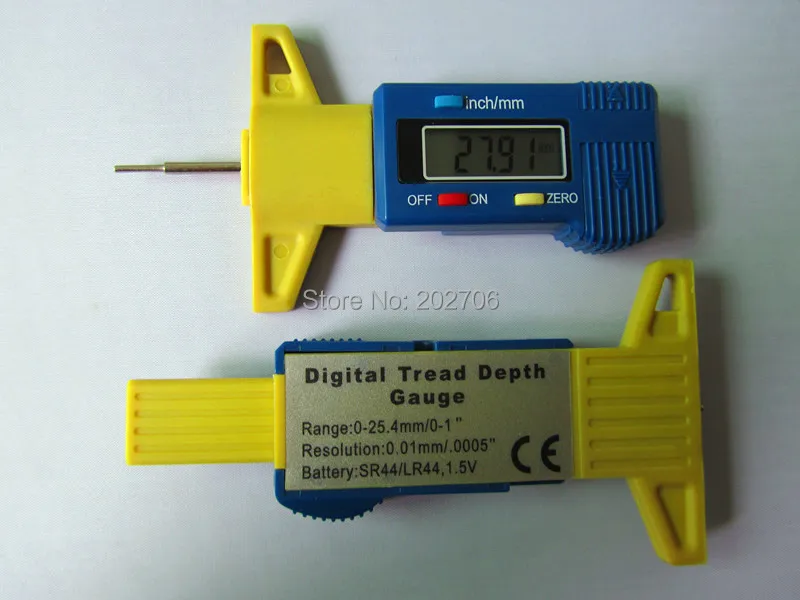 inch/mm
27.91 mm
OFF ON ZERO
Store No: 202706
Digital Tread Depth
Gauge
Range:0-25.4mm/0-1"
Resolution:0.01mm/.0005"
Battery:SR44/LR44,1.5V
CE